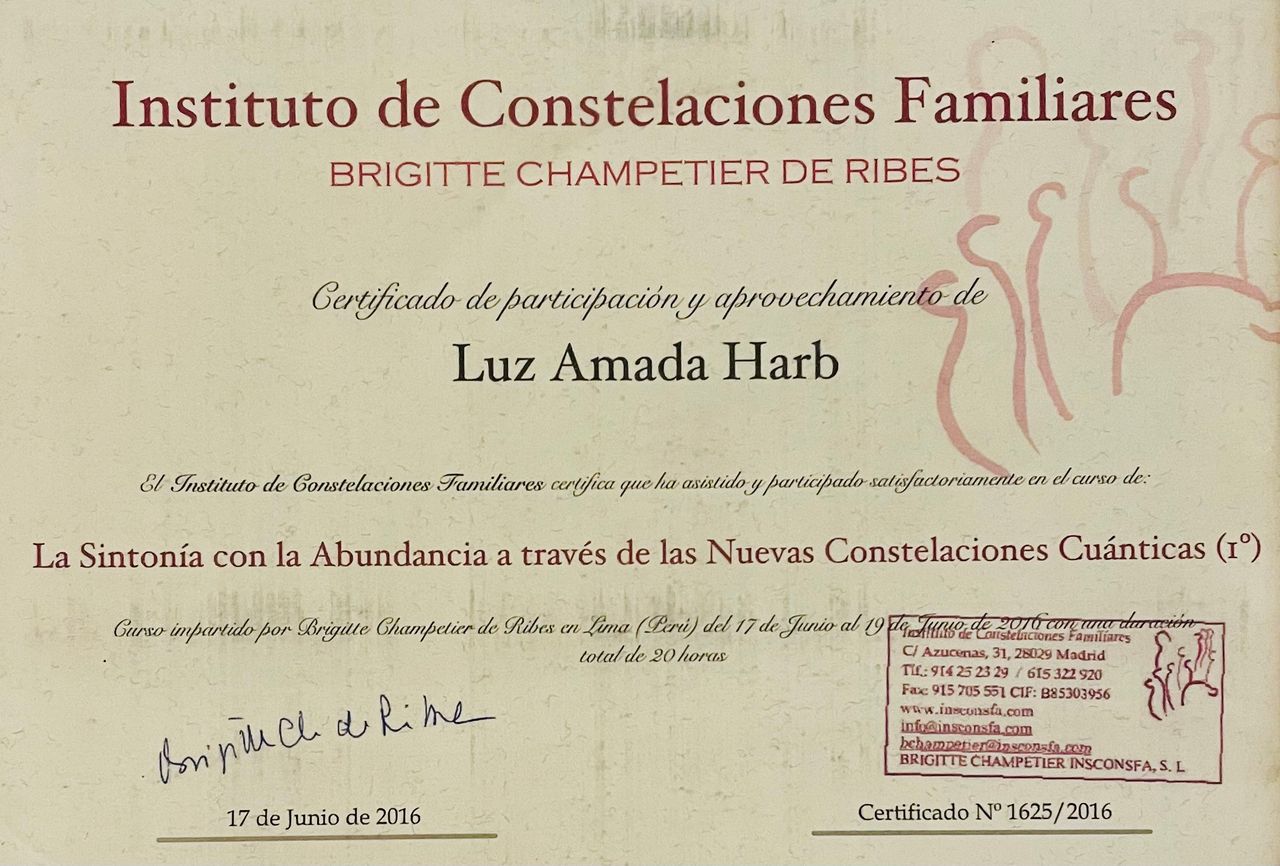 Instituto de Constelaciones Familiares
BRIGITTE CHAMPETIER DE RIBES
Certificado de participación y aprovechamiento de
Luz Amada Harb
El Instituto de Constelaciones Familiares certifica que ha asistido y participado satisfactoriamente en el curso de:
La Sintonía con la Abundancia a través de las Nuevas Constelaciones Cuánticas (1º)
Curso impartido por Brigitte Champetier de Ribes en Lima (Perú) del 17 de Junio al 19 de Junio de 2016 con una duración
total de 20 horas
Instituto de Constelaciones Familiares
C/ Azucenas, 31, 28029 Madrid
Tlf.: 914 25 23 29 / 615 322 920
Fax: 915 705 551 CIF: B85303956
www.insconsfa.com
info@insconsfa.com
bchampetier@insconsfa.com
BRIGITTE CHAMPETIER INSCONSFA, S. L
17 de Junio de 2016
Certificado Nº 1625/2016